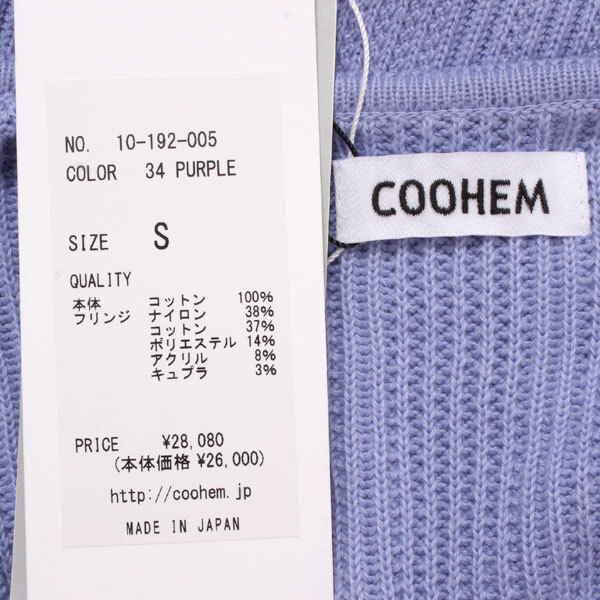 NO. 10-192-005
COLOR 34 PURPLE
SIZE S
QUALITY
本体 コットン 100%
フリンジ ナイロン 38%
コットン 37%
ポリエステル 14%
アクリル 8%
キュプラ 3%
PRICE ¥28,080
(本体価格 ¥26,000)
http://coohem.jp
MADE IN JAPAN
COOHEM